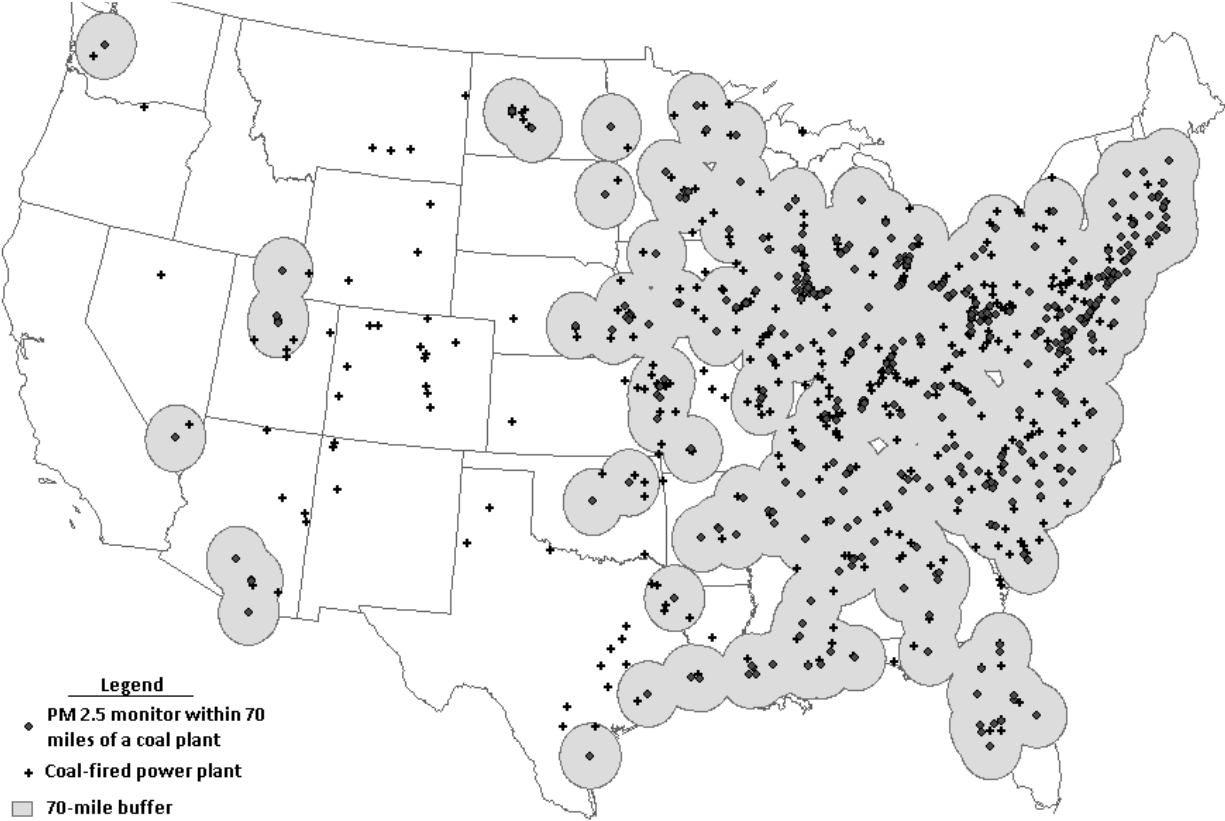 Legend
PM 2.5 monitor within 70
miles of a coal plant
Coal-fired power plant
70-mile buffer